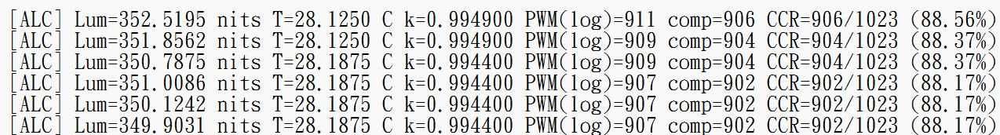 [ALC] Lum=352.5195 nits T=28.1250 C k=0.994900 PWM(log)=911 comp=906 CCR=906/1023 (88.56%)
[ALC] Lum=351.8562 nits T=28.1250 C k=0.994900 PWM(log)=909 comp=904 CCR=904/1023 (88.37%)
[ALC] Lum=350.7875 nits T=28.1875 C k=0.994400 PWM(log)=909 comp=904 CCR=904/1023 (88.37%)
[ALC] Lum=351.0086 nits T=28.1875 C k=0.994400 PWM(log)=907 comp=902 CCR=902/1023 (88.17%)
[ALC] Lum=350.1242 nits T=28.1875 C k=0.994400 PWM(log)=907 comp=902 CCR=902/1023 (88.17%)
[ALC] Lum=349.9031 nits T=28.1875 C k=0.994400 PWM(log)=907 comp=902 CCR=902/1023 (88.17%)